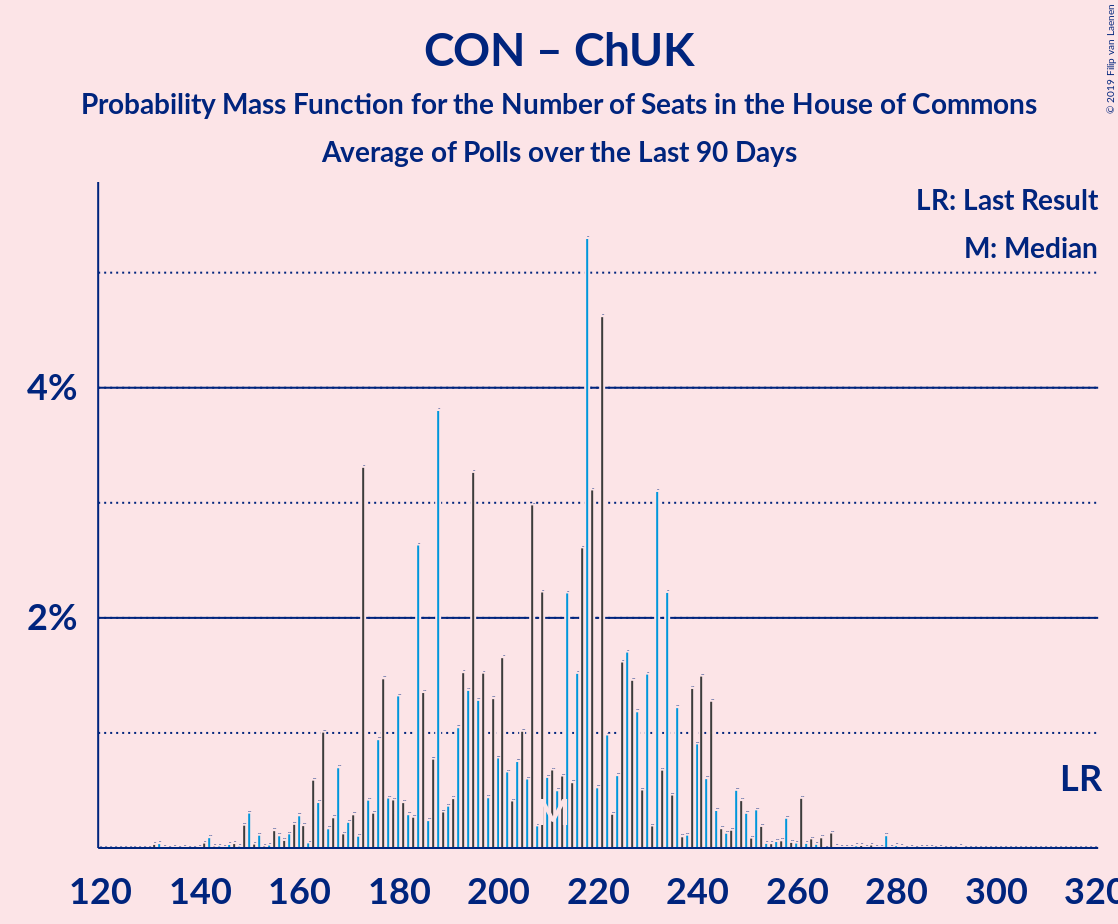 CON – ChUK
Probability Mass Function for the Number of Seats in the House of Commons
Average of Polls over the Last 90 Days
© 2019 Filip van Laenen
LR: Last Result
M: Median
4%
2%
M
LR
120 140 160 180 200 220 240 260 280 300 320